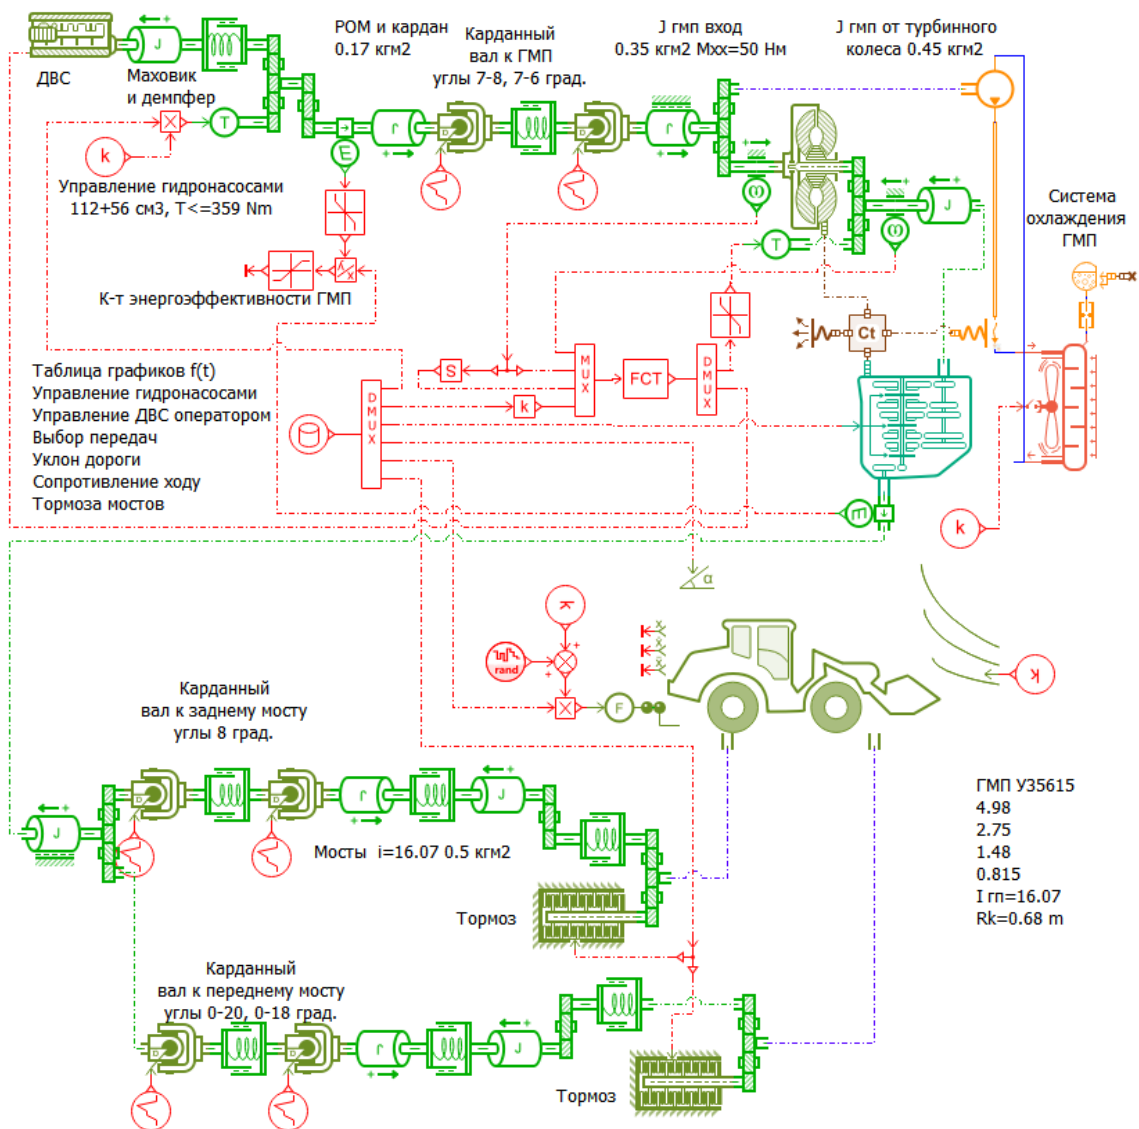 РОМ и кардан
0.17 кгм2
Карданный
вал к ГМП
углы 7-8, 7-6 град.
J гмп вход
0.35 кгм2 Мхх=50 Нм
J гмп от турбинного
колеса 0.45 кгм2
ДВС
J
Маховик
и демпфер
T
k
E
r
D
D
r
ω
T
ω
J
Управление гидронасосами
112+56 см3, T<=359 Nm
Система
охлаждения
ГМП
К-т энергоэффективности ГМП
Ct
Таблица графиков f(t)
Управление гидронасосами
Управление ДВС оператором
Выбор передач
Уклон дороги
Сопротивление ходу
Тормоза мостов
DMUX
S
k
MUX
FCT
DMUX
E
k
α
K
rand
+
+
F
k
Карданный
вал к заднему мосту
углы 8 град.
J
D
D
r
J
Мосты i=16.07 0.5 кгм2
Тормоз
ГМП У35615
4.98
2.75
1.48
0.815
I гп=16.07
Rk=0.68 m
Карданный
вал к переднему мосту
углы 0-20, 0-18 град.
D
D
r
J
Тормоз